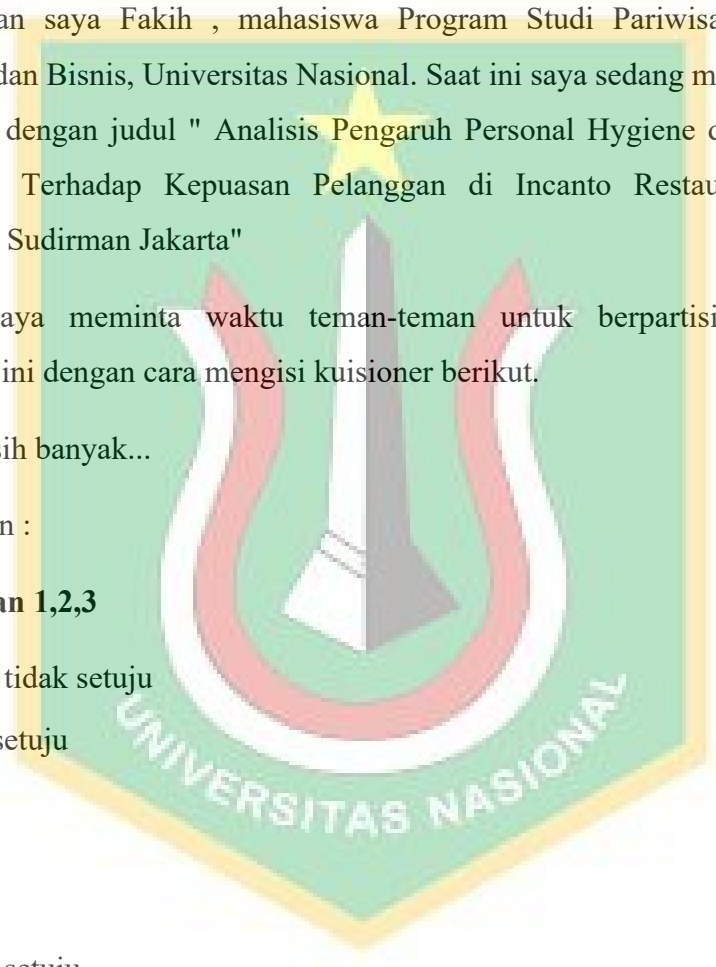 an saya Fakih , mahasiswa Program Studi Pariwisa
dan Bisnis, Universitas Nasional. Saat ini saya sedang m
dengan judul " Analisis Pengaruh Personal Hygiene d
Terhadap Kepuasan Pelanggan di Incanto Restau
Sudirman Jakarta"
aya meminta waktu teman-teman untuk berpartisi
ini dengan cara mengisi kuisioner berikut.
sih banyak...
n :
an 1,2,3
tidak setuju
setuju
UNIVERSITAS NASIONAL
setuju